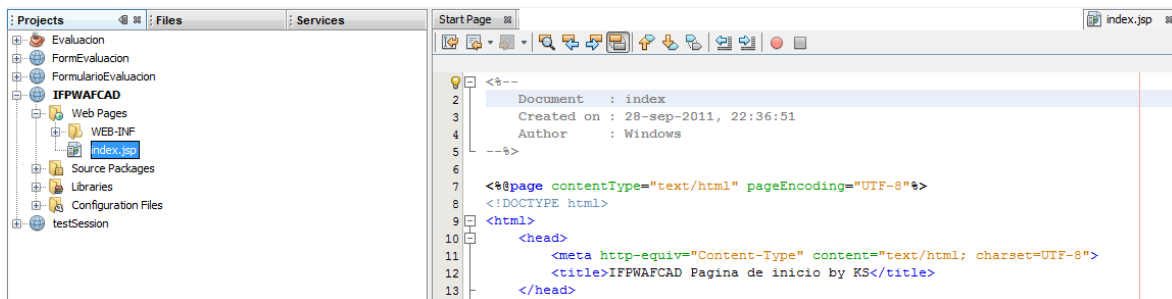 Projects Files Services
Evaluacion
FormEvaluacion
FormularioEvaluacion
IFPWAFCAD
Web Pages
WEB-INF
index.jsp
Source Packages
Libraries
Configuration Files
testSession
Start Page index.jsp
<%--
2 Document : index
3 Created on : 28-sep-2011, 22:36:51
4 Author : Windows
5 --%>
6
7 <%@page contentType="text/html" pageEncoding="UTF-8"%>
8 <!DOCTYPE html>
9 <html>
10 <head>
11 <meta http-equiv="Content-Type" content="text/html; charset=UTF-8">
12 <title>IFPWAFCAD Pagina de inicio by KS</title>
13 </head>